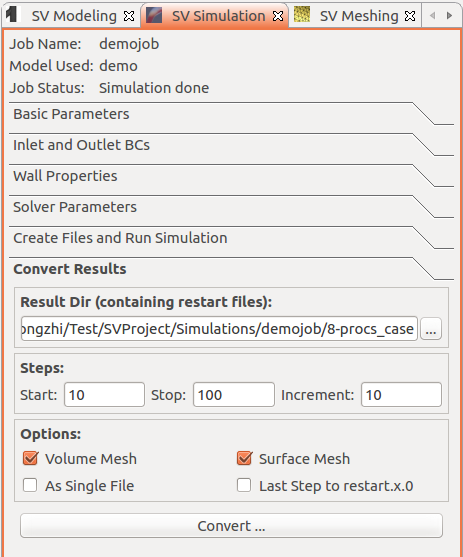 SV Modeling SV Simulation SV Meshing
Job Name: demojob
Model Used: demo
Job Status: Simulation done
Basic Parameters
Inlet and Outlet BCs
Wall Properties
Solver Parameters
Create Files and Run Simulation
Convert Results
Result Dir (containing restart files):
ongzhi/Test/SVProject/Simulations/demojob/8-procs_case ...
Steps:
Start: 10 Stop: 100 Increment: 10
Options:
Volume Mesh Surface Mesh
As Single File Last Step to restart.x.0
Convert ...